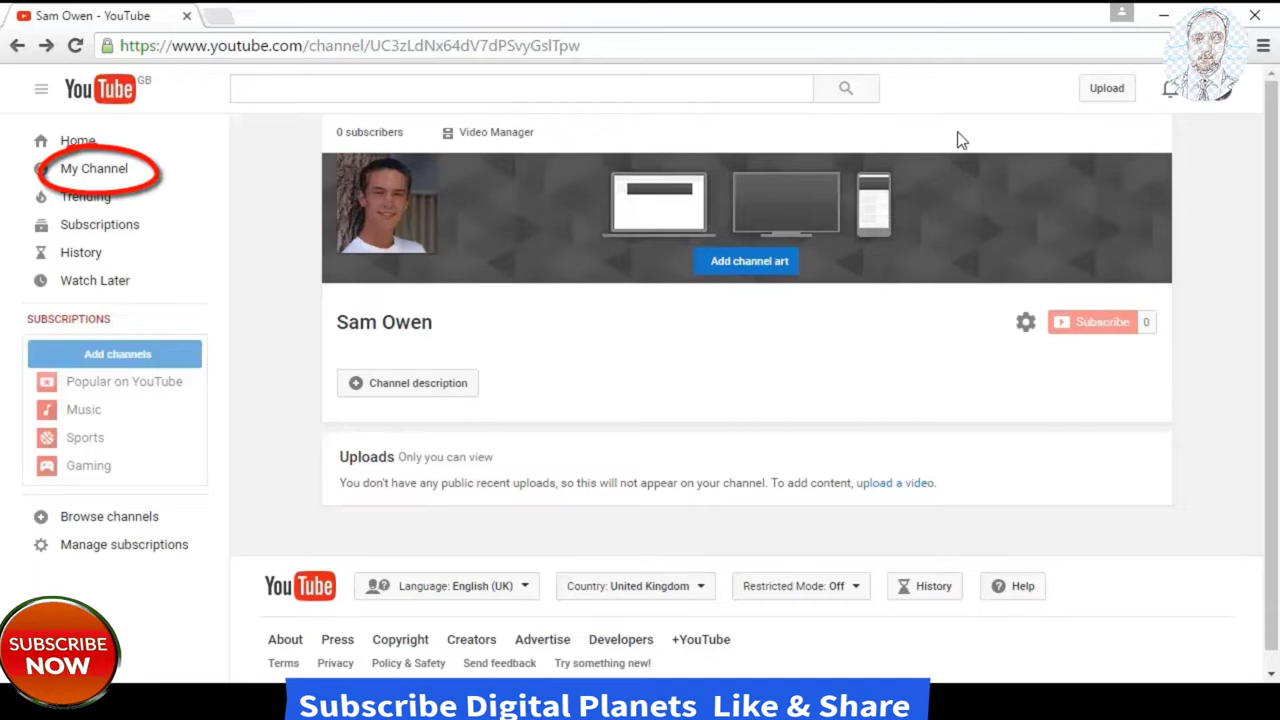 Sam Owen - YouTube
https://www.youtube.com/channel/UC3zLdNx64dV7dPSvyGslTpw
YouTube GB
Upload
Home
My Channel
Trending
Subscriptions
History
Watch Later
SUBSCRIPTIONS
Add channels
Popular on YouTube
Music
Sports
Gaming
Browse channels
Manage subscriptions
0 subscribers Video Manager
Add channel art
Sam Owen
Subscribe 0
Channel description
Uploads Only you can view
You don't have any public recent uploads, so this will not appear on your channel. To add content, upload a video.
YouTube Language: English (UK) Country: United Kingdom Restricted Mode: Off History Help
About Press Copyright Creators Advertise Developers +YouTube
Terms Privacy Policy & Safety Send feedback Try something new!
SUBSCRIBE
NOW
Subscribe Digital Planets Like & Share